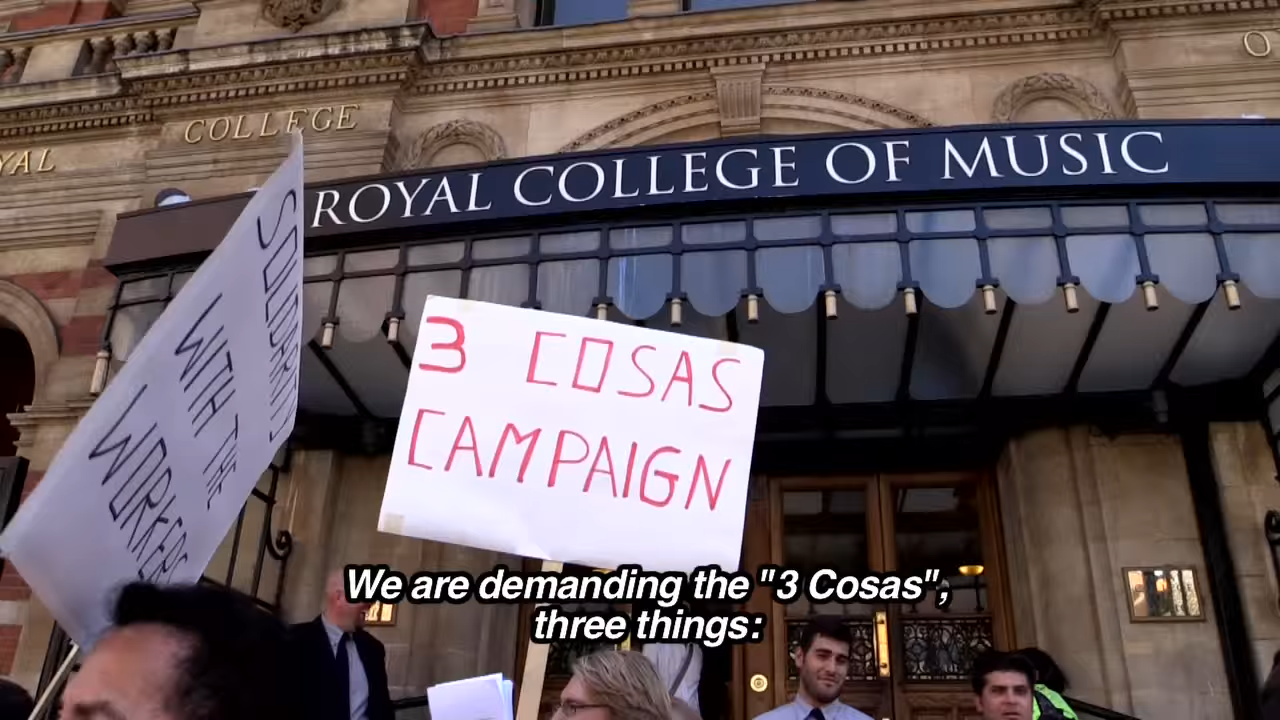 COLLEGE
YAL
ROYAL COLLEGE OF MUSIC
SOLIDARITY
WITH THE
WORKERS
3 COSAS
CAMPAIGN
We are demanding the "3 Cosas",
three things: